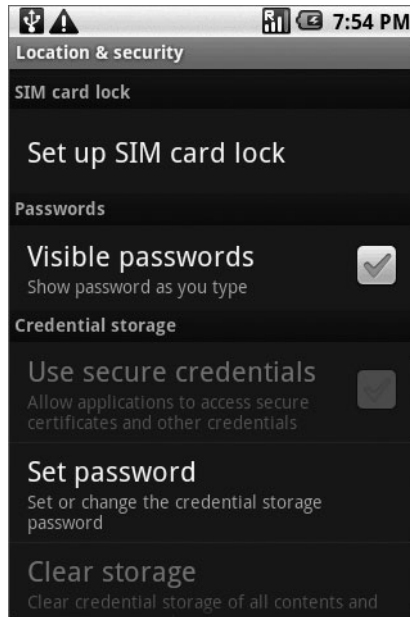 7:54 PM
Location & security
SIM card lock
Set up SIM card lock
Passwords
Visible passwords
Show password as you type
Credential storage
Use secure credentials
Allow applications to access secure
certificates and other credentials
Set password
Set or change the credential storage
password
Clear storage
Clear credential storage of all contents and